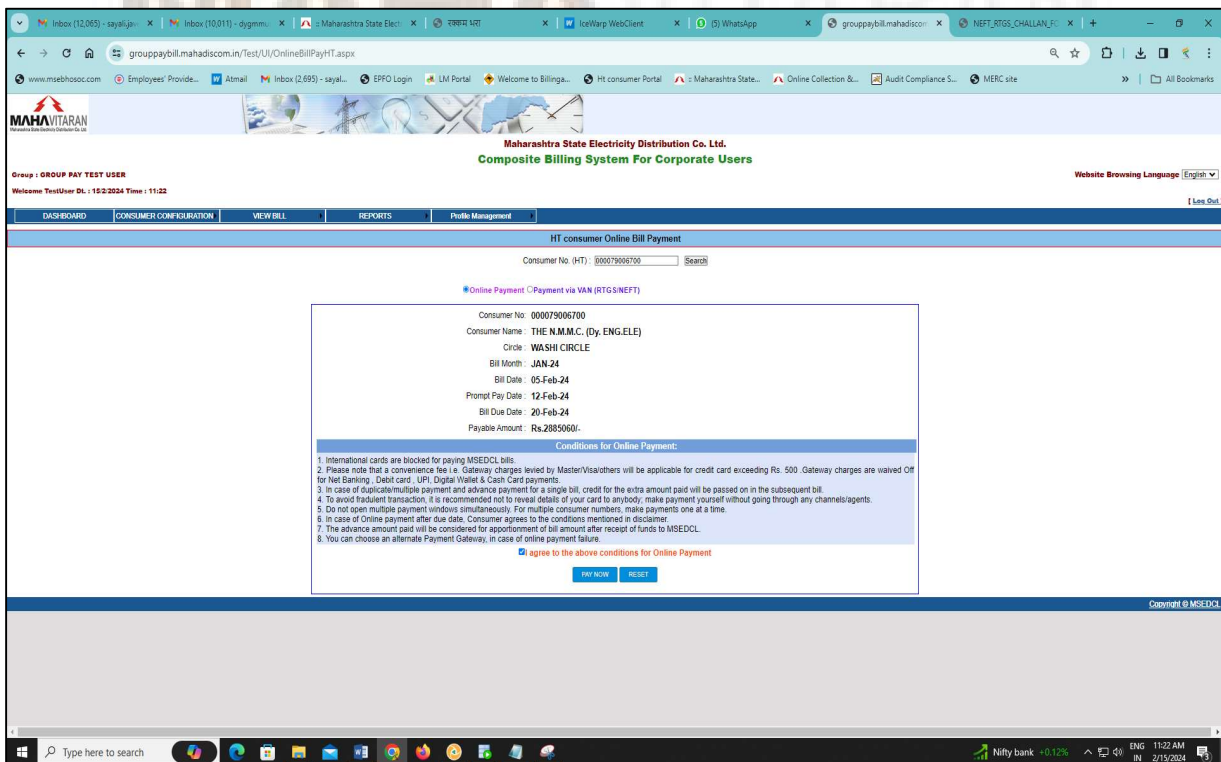 Inbox (12,065) - sayali.jav
Inbox (10,011) - dygmmu
:: Maharashtra State Elect
रक्कम भरा
IceWarp WebClient
(5) WhatsApp
grouppaybill.mahadiscom
NEFT_RTGS_CHALLAN_FC
grouppaybill.mahadiscom.in/Test/UI/OnlineBillPayHT.aspx
www.msebhosoc.com
Employees' Provide...
Atmail
Inbox (2,695) - sayal...
EPFO Login
LM Portal
Welcome to Billinga...
Ht consumer Portal
:: Maharashtra State...
Online Collection &...
Audit Compliance S...
MERC site
» All Bookmarks
MAHAVITARAN
Maharashtra State Electricity Distribution Co. Ltd.
Maharashtra State Electricity Distribution Co. Ltd.
Composite Billing System For Corporate Users
Group : GROUP PAY TEST USER
Website Browsing Language English
Welcome TestUser Dt. : 15/2/2024 Time : 11:22
[ Log Out
DASHBOARD CONSUMER CONFIGURATION VIEW BILL REPORTS Profile Management
HT consumer Online Bill Payment
Consumer No. (HT) : 000079006700 Search
Online Payment Payment via VAN (RTGS/NEFT)
Consumer No: 000079006700
Consumer Name : THE N.M.M.C. (Dy. ENG.ELE)
Circle : WASHI CIRCLE
Bill Month : JAN-24
Bill Date : 05-Feb-24
Prompt Pay Date : 12-Feb-24
Bill Due Date : 20-Feb-24
Payable Amount : Rs.2885060/-
Conditions for Online Payment:
1. International cards are blocked for paying MSEDCL bills.
2. Please note that a convenience fee i.e. Gateway charges levied by Master/Visa/others will be applicable for credit card exceeding Rs. 500 .Gateway charges are waived Off
for Net Banking , Debit card , UPI, Digital Wallet & Cash Card payments.
3. In case of duplicate/multiple payment and advance payment for a single bill, credit for the extra amount paid will be passed on in the subsequent bill.
4. To avoid fradulent transaction, it is recommended not to reveal details of your card to anybody; make payment yourself without going through any channels/agents.
5. Do not open multiple payment windows simultaneously. For multiple consumer numbers, make payments one at a time.
6. In case of Online payment after due date, Consumer agrees to the conditions mentioned in disclaimer.
7. The advance amount paid will be considered for apportionment of bill amount after receipt of funds to MSEDCL.
8. You can choose an alternate Payment Gateway, in case of online payment failure.
I agree to the above conditions for Online Payment
PAY NOW RESET
Copyright © MSEDCL
Type here to search
Nifty bank +0.12%
ENG 11:22 AM
IN 2/15/2024